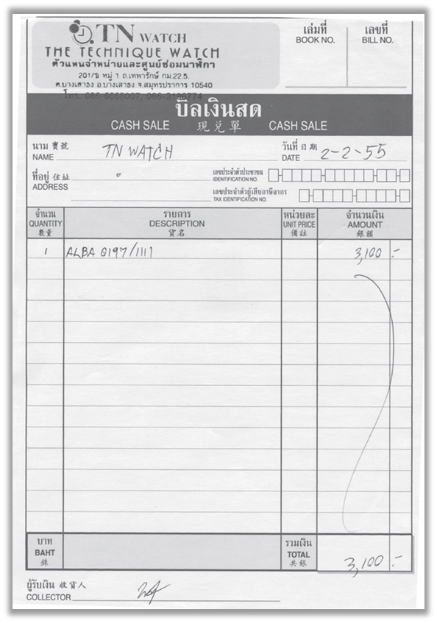 TN WATCH
THE TECHNIQUE WATCH
ตัวแทนจำหน่ายและศูนย์ซ่อมนาฬิกา
201/8 หมู่ 1 ถ.เทพารักษ์ กม.22.5.
ต.บางเสาธง อ.บางเสาธง จ.สมุทรปราการ 10540
เล่มที่ เลขที่
BOOK NO. BILL NO.
บิลเงินสด
CASH SALE 現兌單 CASH SALE
นาม 寶號 TN WATCH วันที่ 日期 2-2-55
NAME DATE
ที่อยู่ 住址 " เลขประจำตัวประชาชน
ADDRESS IDENTIFICATION NO.
เลขประจำตัวผู้เสียภาษีอากร
TAX IDENTIFICATION NO.
จำนวน รายการ หน่วยละ จำนวนเงิน
QUANTITY DESCRIPTION UNIT PRICE AMOUNT
數量 貨名 備註 銀額
1 ALBA G197/1111 3,100 .-
บาท รวมเงิน
BAHT TOTAL 3,100 .-
銖 共銀
ผู้รับเงิน 收貨人
COLLECTOR